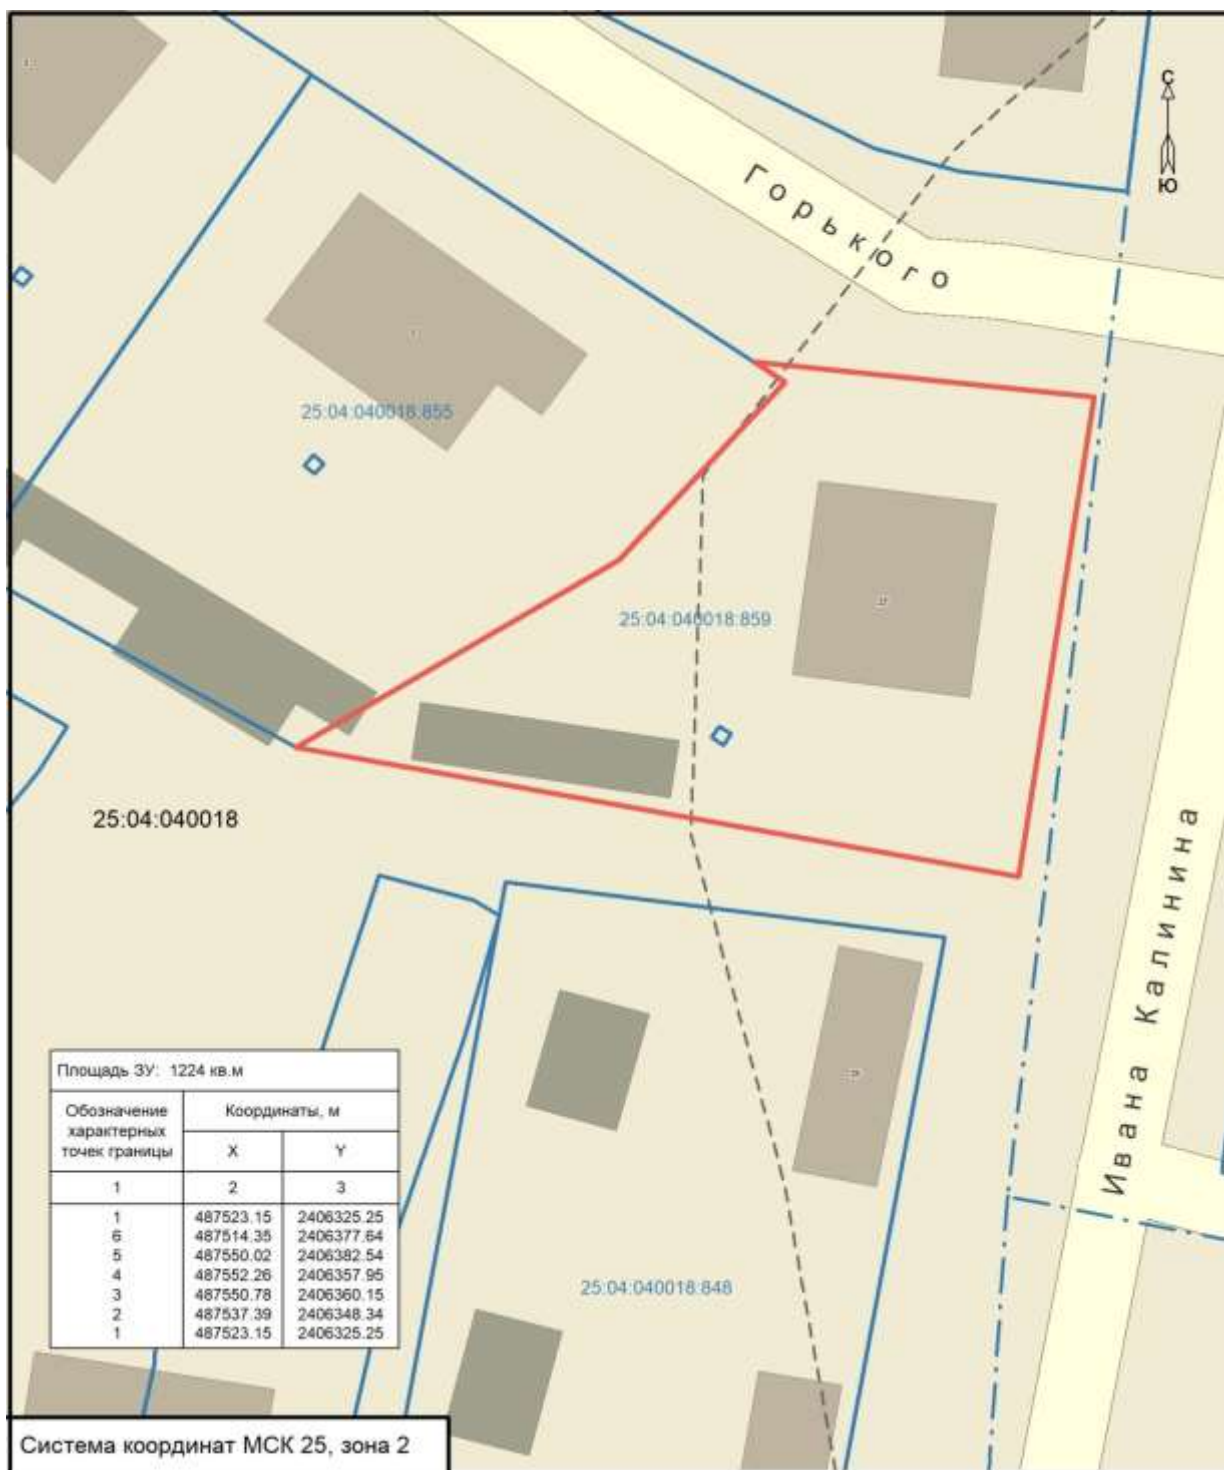 С
Ю
Горького
25:04:040018:855
25:04:040018:859
25:04:040018
Ивана Калинина
Площадь ЗУ: 1224 кв.м
Обозначение характерных точек границы
Координаты, м
X Y
1 2 3
1 487523.15 2406325.25
6 487514.35 2406377.64
5 487550.02 2406382.54
4 487552.26 2406357.95
3 487550.78 2406360.15
2 487537.39 2406348.34
1 487523.15 2406325.25
25:04:040018:848
Система координат МСК 25, зона 2